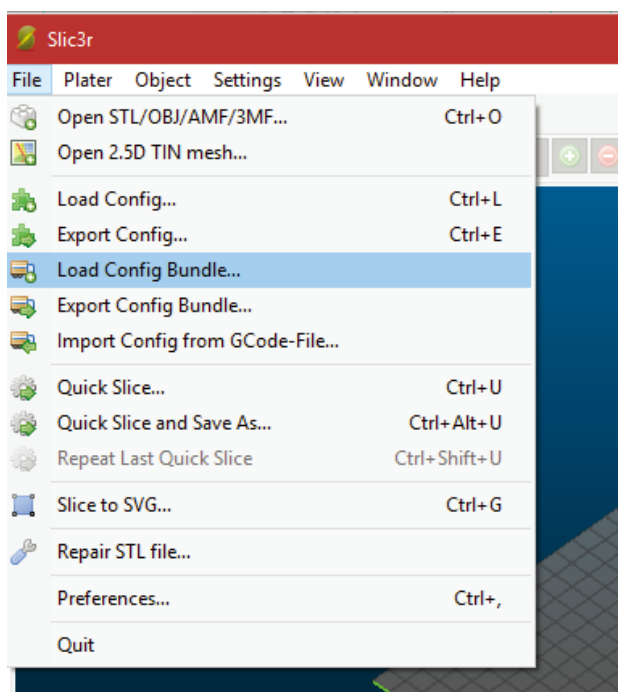 Slic3r
File Plater Object Settings View Window Help
Open STL/OBJ/AMF/3MF... Ctrl+O
Open 2.5D TIN mesh...
Load Config... Ctrl+L
Export Config... Ctrl+E
Load Config Bundle...
Export Config Bundle...
Import Config from GCode-File...
Quick Slice... Ctrl+U
Quick Slice and Save As... Ctrl+Alt+U
Repeat Last Quick Slice Ctrl+Shift+U
Slice to SVG... Ctrl+G
Repair STL file...
Preferences... Ctrl+,
Quit